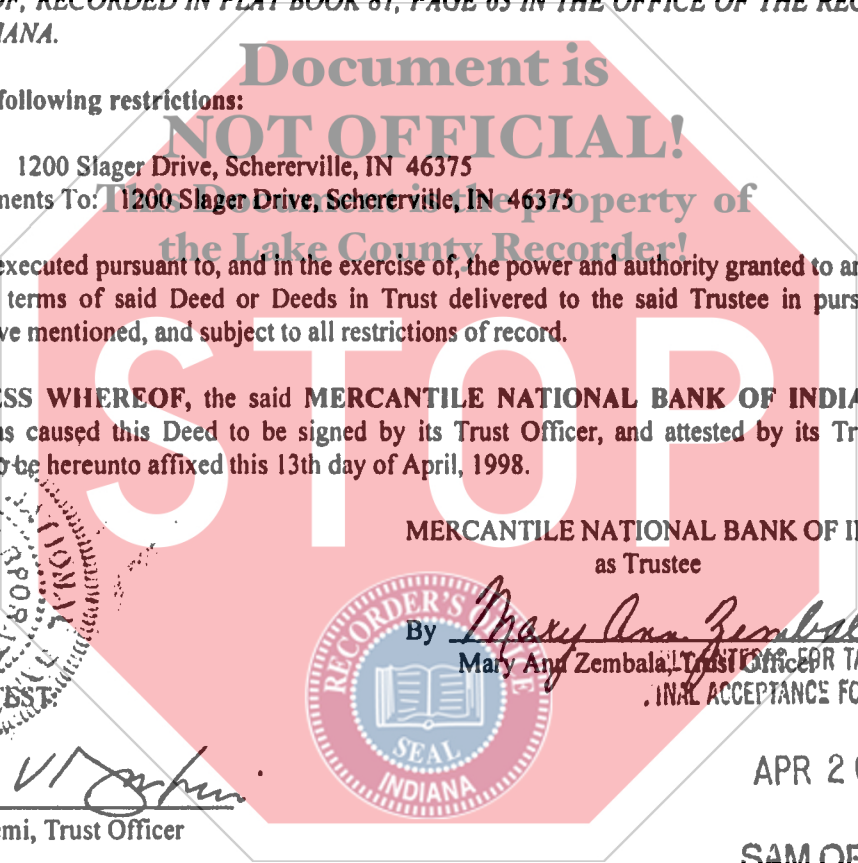 OF, RECORDED IN PLAT BOOK 81, PAGE 63 IN THE OFFICE OF THE REC
IANA.
Document is
following restrictions:
NOT OFFICIAL!
1200 Slager Drive, Schererville, IN 46375
ments To: 1200 Slager Drive, Schererville, IN 46375
This Document is the property of
the Lake County Recorder!
executed pursuant to, and in the exercise of, the power and authority granted to an
terms of said Deed or Deeds in Trust delivered to the said Trustee in purs
ve mentioned, and subject to all restrictions of record.
STOP
ESS WHEREOF, the said MERCANTILE NATIONAL BANK OF INDIA
as caused this Deed to be signed by its Trust Officer, and attested by its Tr
o be hereunto affixed this 13th day of April, 1998.
MERCANTILE NATIONAL BANK OF I
as Trustee
RECORDER'S OFFICE
By Mary Ann Zembala
Mary Ann Zembala, Trust Officer
FOR TA
INAL ACCEPTANCE FO
TEST:
SEAL
INDIANA
APR 2
emi, Trust Officer
SAM OR